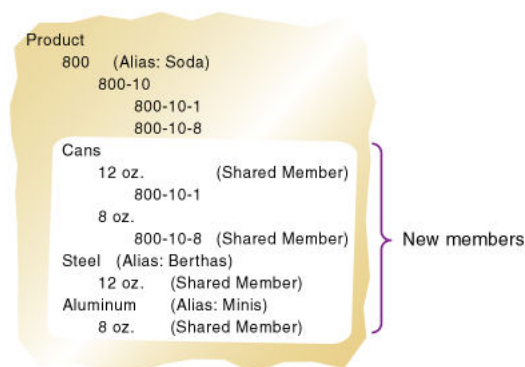 Product
800 (Alias: Soda)
800-10
800-10-1
800-10-8
Cans
12 oz. (Shared Member)
800-10-1
8 oz.
800-10-8 (Shared Member)
Steel (Alias: Berthas)
12 oz. (Shared Member)
Aluminum (Alias: Minis)
8 oz. (Shared Member)
New members